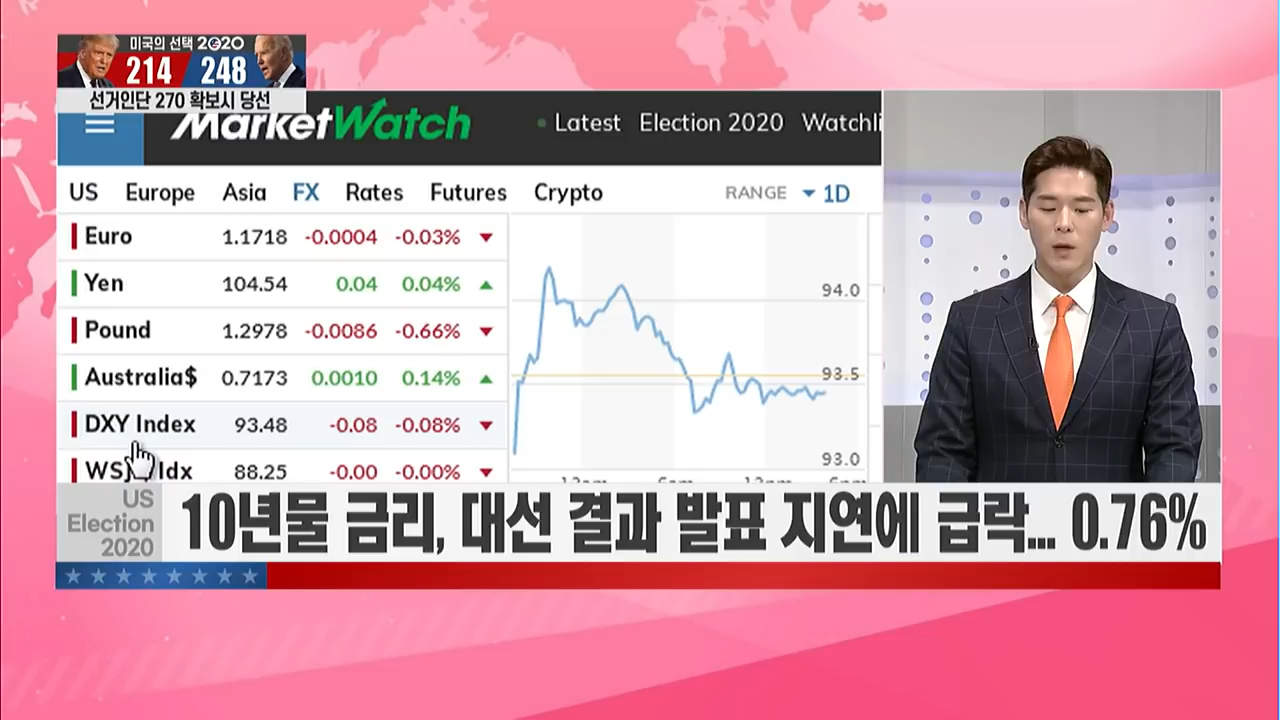 미국의 선택 2020
214 248
선거인단 270 확보시 당선
MarketWatch
Latest Election 2020 Watchli
US Europe Asia FX Rates Futures Crypto RANGE 1D
Euro 1.1718 -0.0004 -0.03%
Yen 104.54 0.04 0.04%
Pound 1.2978 -0.0086 -0.66%
Australia$ 0.7173 0.0010 0.14%
DXY Index 93.48 -0.08 -0.08%
WSJ Idx 88.25 -0.00 -0.00%
94.0
93.5
93.0
US
Election
2020
10년물 금리, 대선 결과 발표 지연에 급락... 0.76%